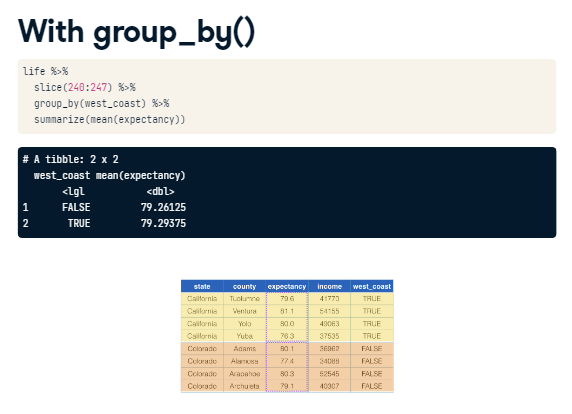 With group_by()
life %>%
slice(240:247) %>%
group_by(west_coast) %>%
summarize(mean(expectancy))
# A tibble: 2 x 2
west_coast mean(expectancy)
<lgl <dbl>
1 FALSE 79.26125
2 TRUE 79.29375
state county expectancy income west_coast
California Tuolumne 79.6 41770 TRUE
California Ventura 81.1 54155 TRUE
California Yolo 80.0 49063 TRUE
California Yuba 76.3 37535 TRUE
Colorado Adams 80.1 36962 FALSE
Colorado Alamosa 77.4 34088 FALSE
Colorado Arapahoe 80.3 52545 FALSE
Colorado Archuleta 79.1 40307 FALSE